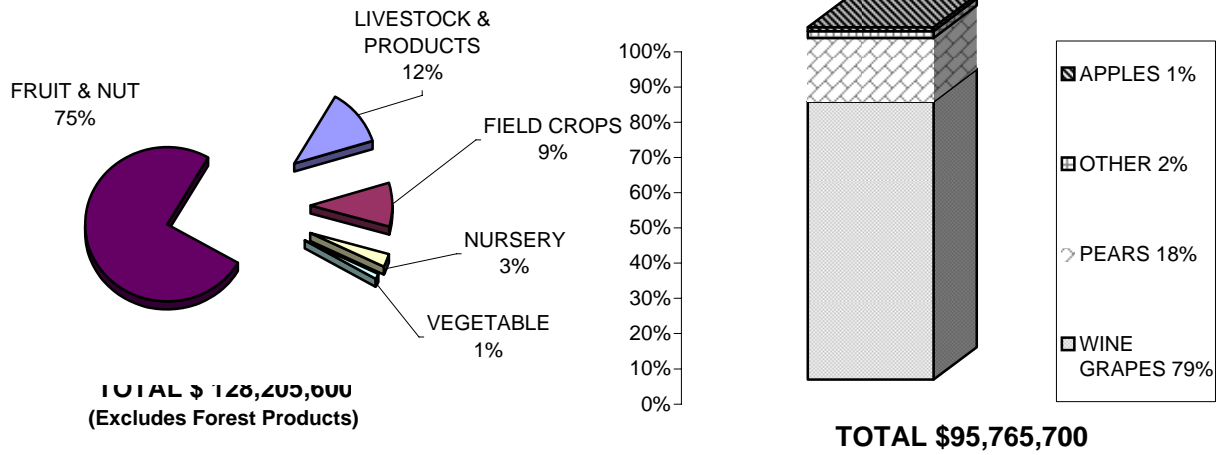 LIVESTOCK &
PRODUCTS
12%
FRUIT & NUT
75%
FIELD CROPS
9%
NURSERY
3%
VEGETABLE
1%
TOTAL $ 128,205,600
(Excludes Forest Products)
100%
90%
80%
70%
60%
50%
40%
30%
20%
10%
0%
APPLES 1%
OTHER 2%
PEARS 18%
WINE
GRAPES 79%
TOTAL $95,765,700